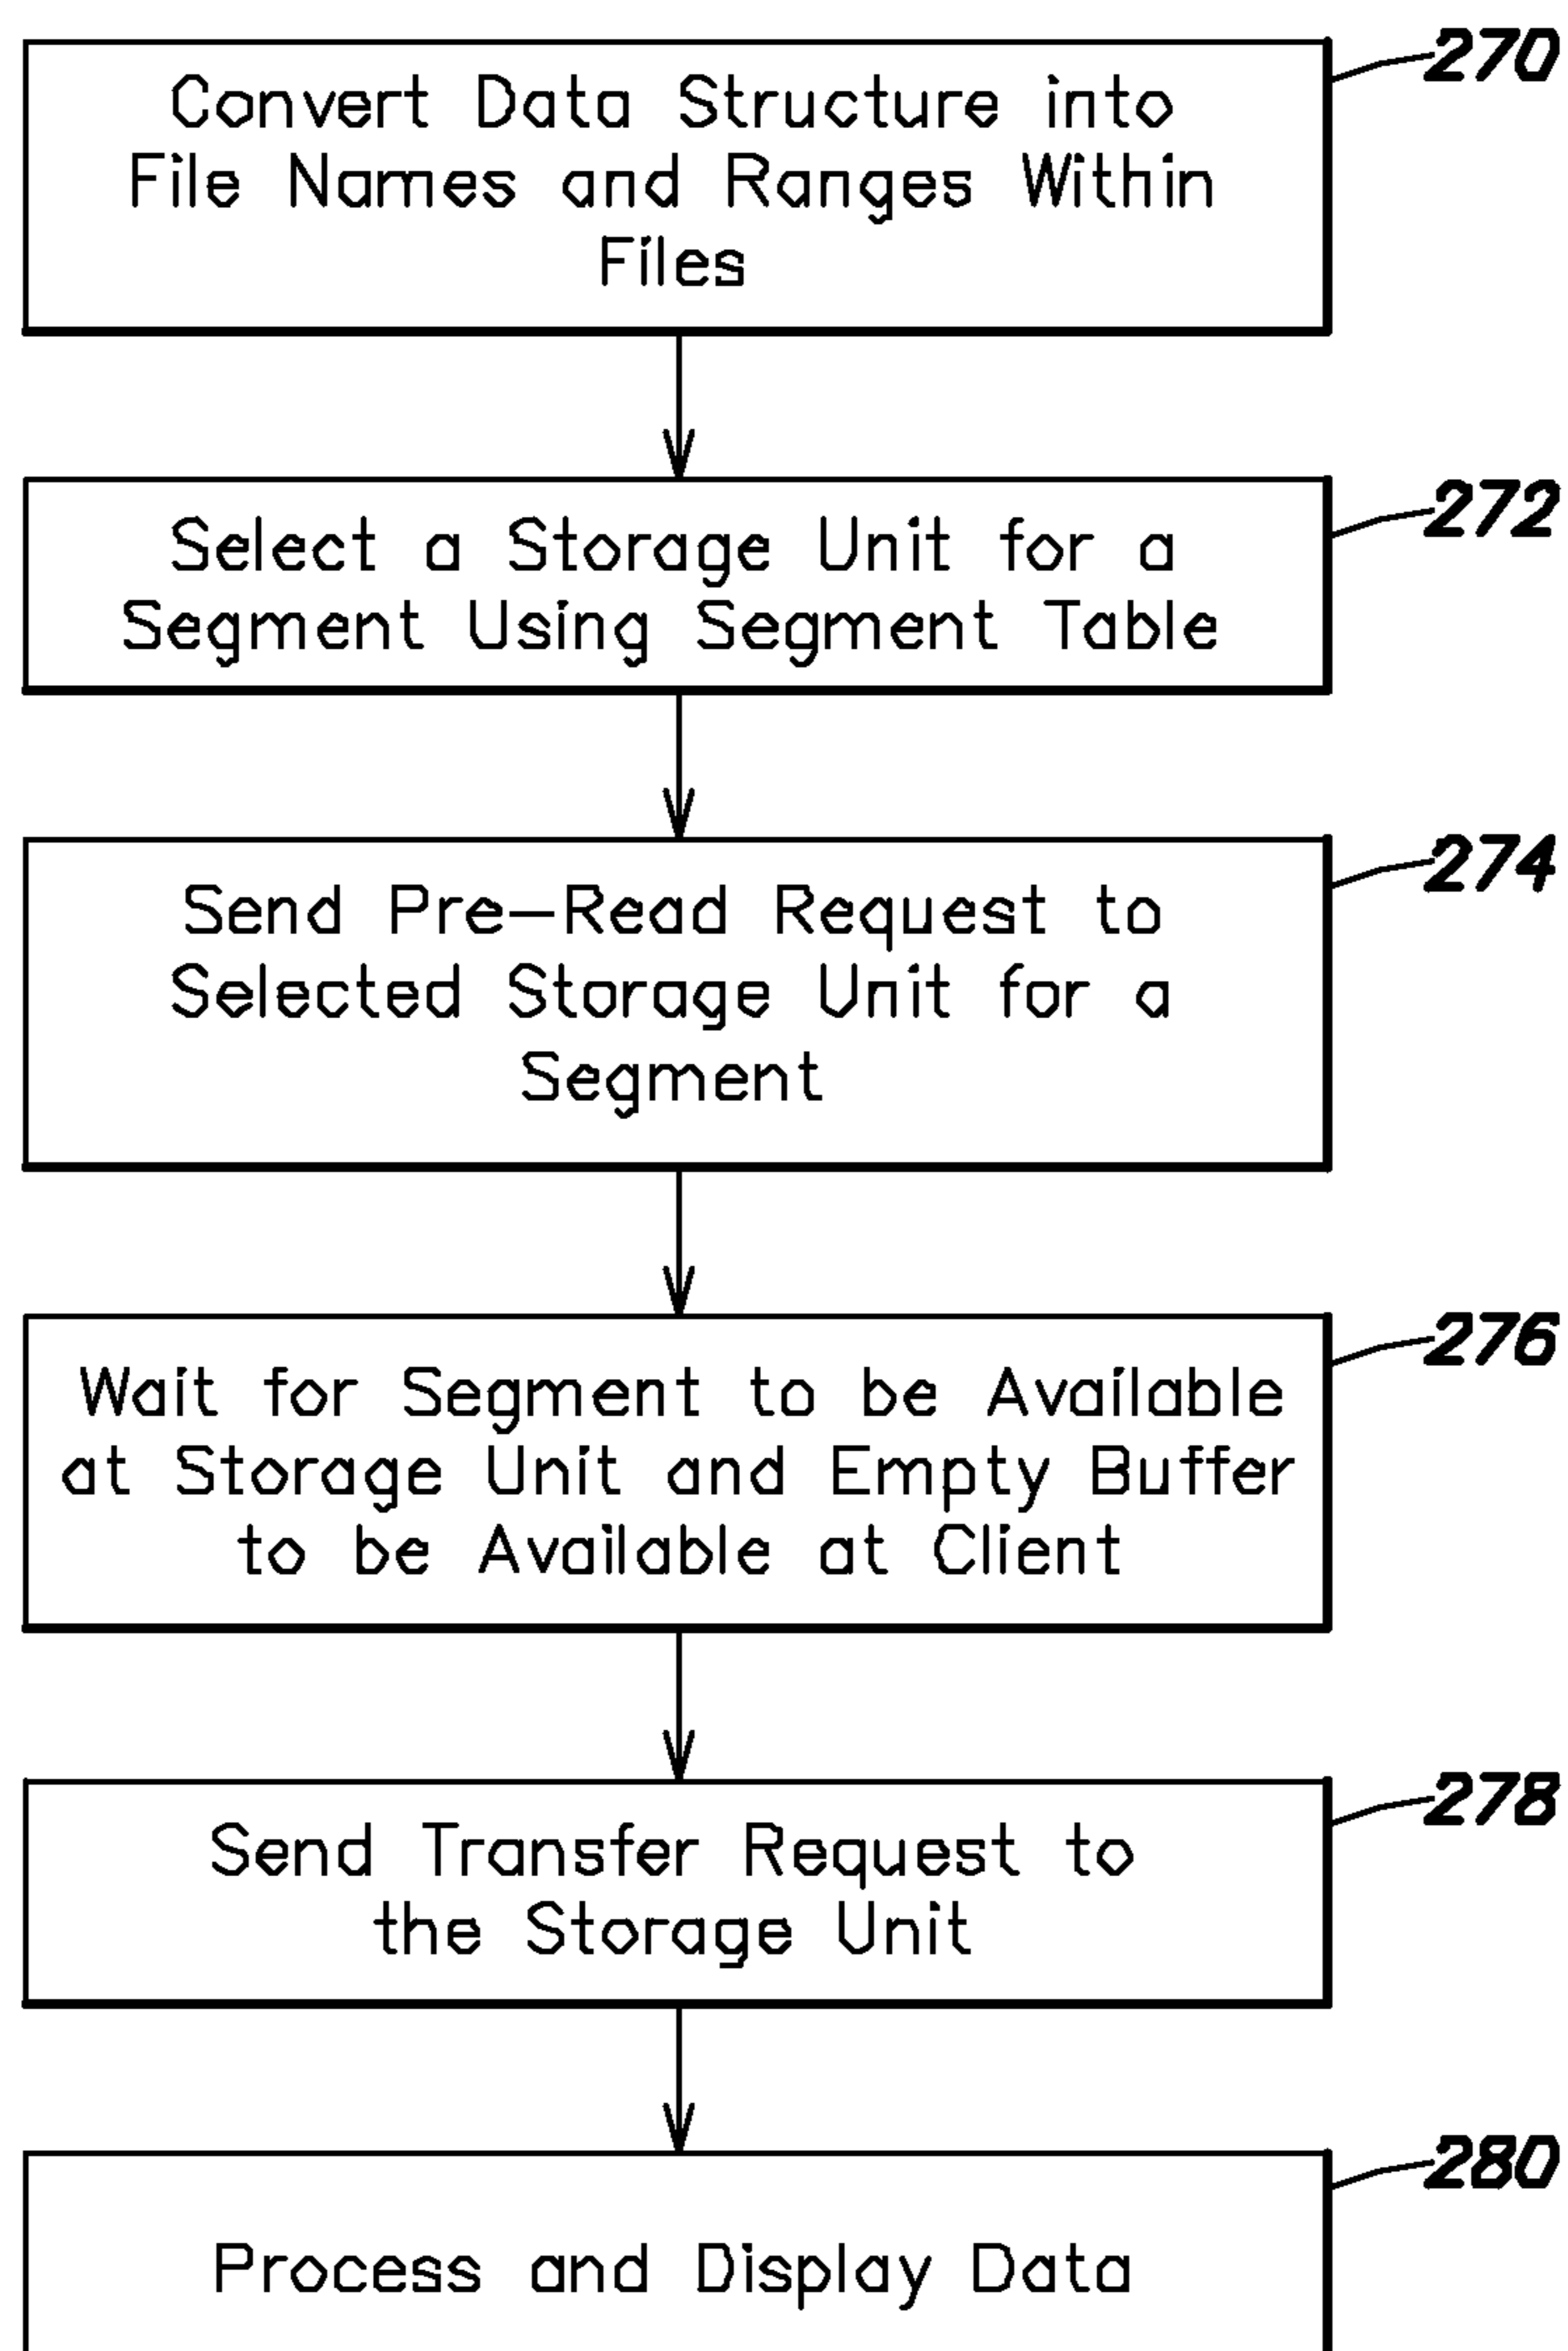 270
Convert Data Structure into
File Names and Ranges Within
Files
272
Select a Storage Unit for a
Segment Using Segment Table
274
Send Pre-Read Request to
Selected Storage Unit for a
Segment
276
Wait for Segment to be Available
at Storage Unit and Empty Buffer
to be Available at Client
278
Send Transfer Request to
the Storage Unit
280
Process and Display Data